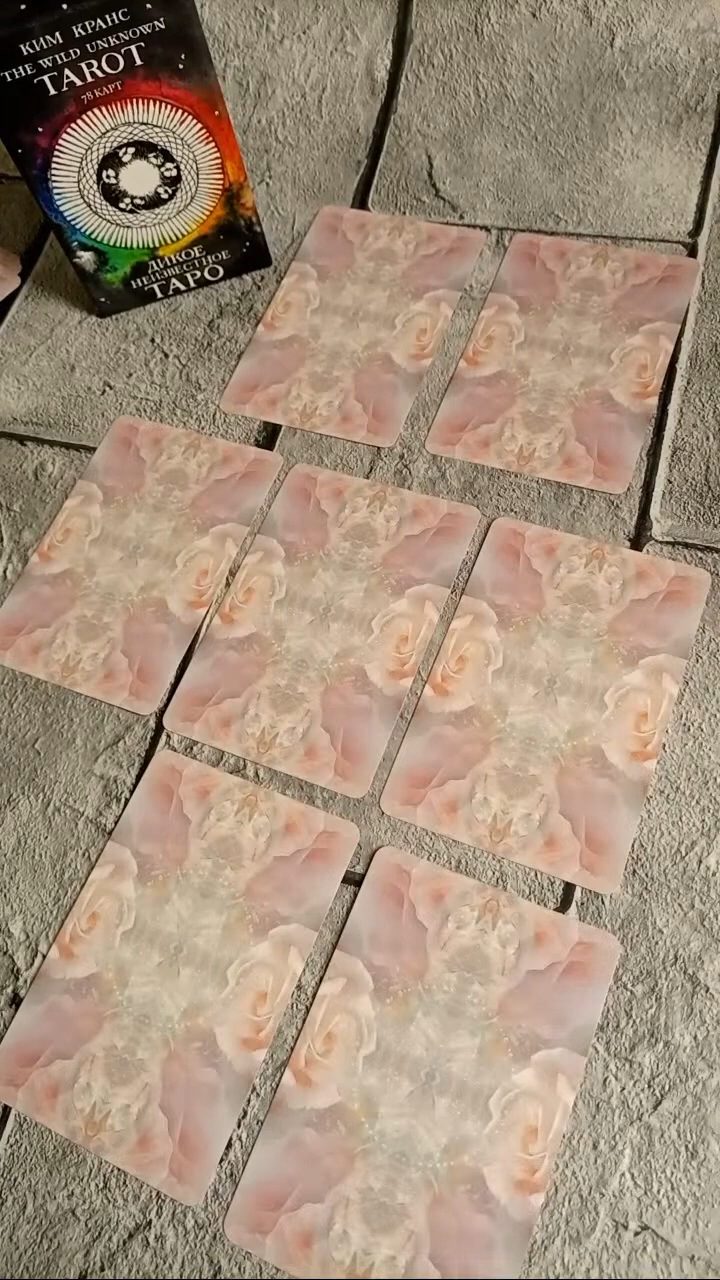 КИМ КРАНС
THE WILD UNKNOWN
TAROT
78 КАРТ
ДИКОЕ
НЕИЗВЕСТНОЕ
ТАРО